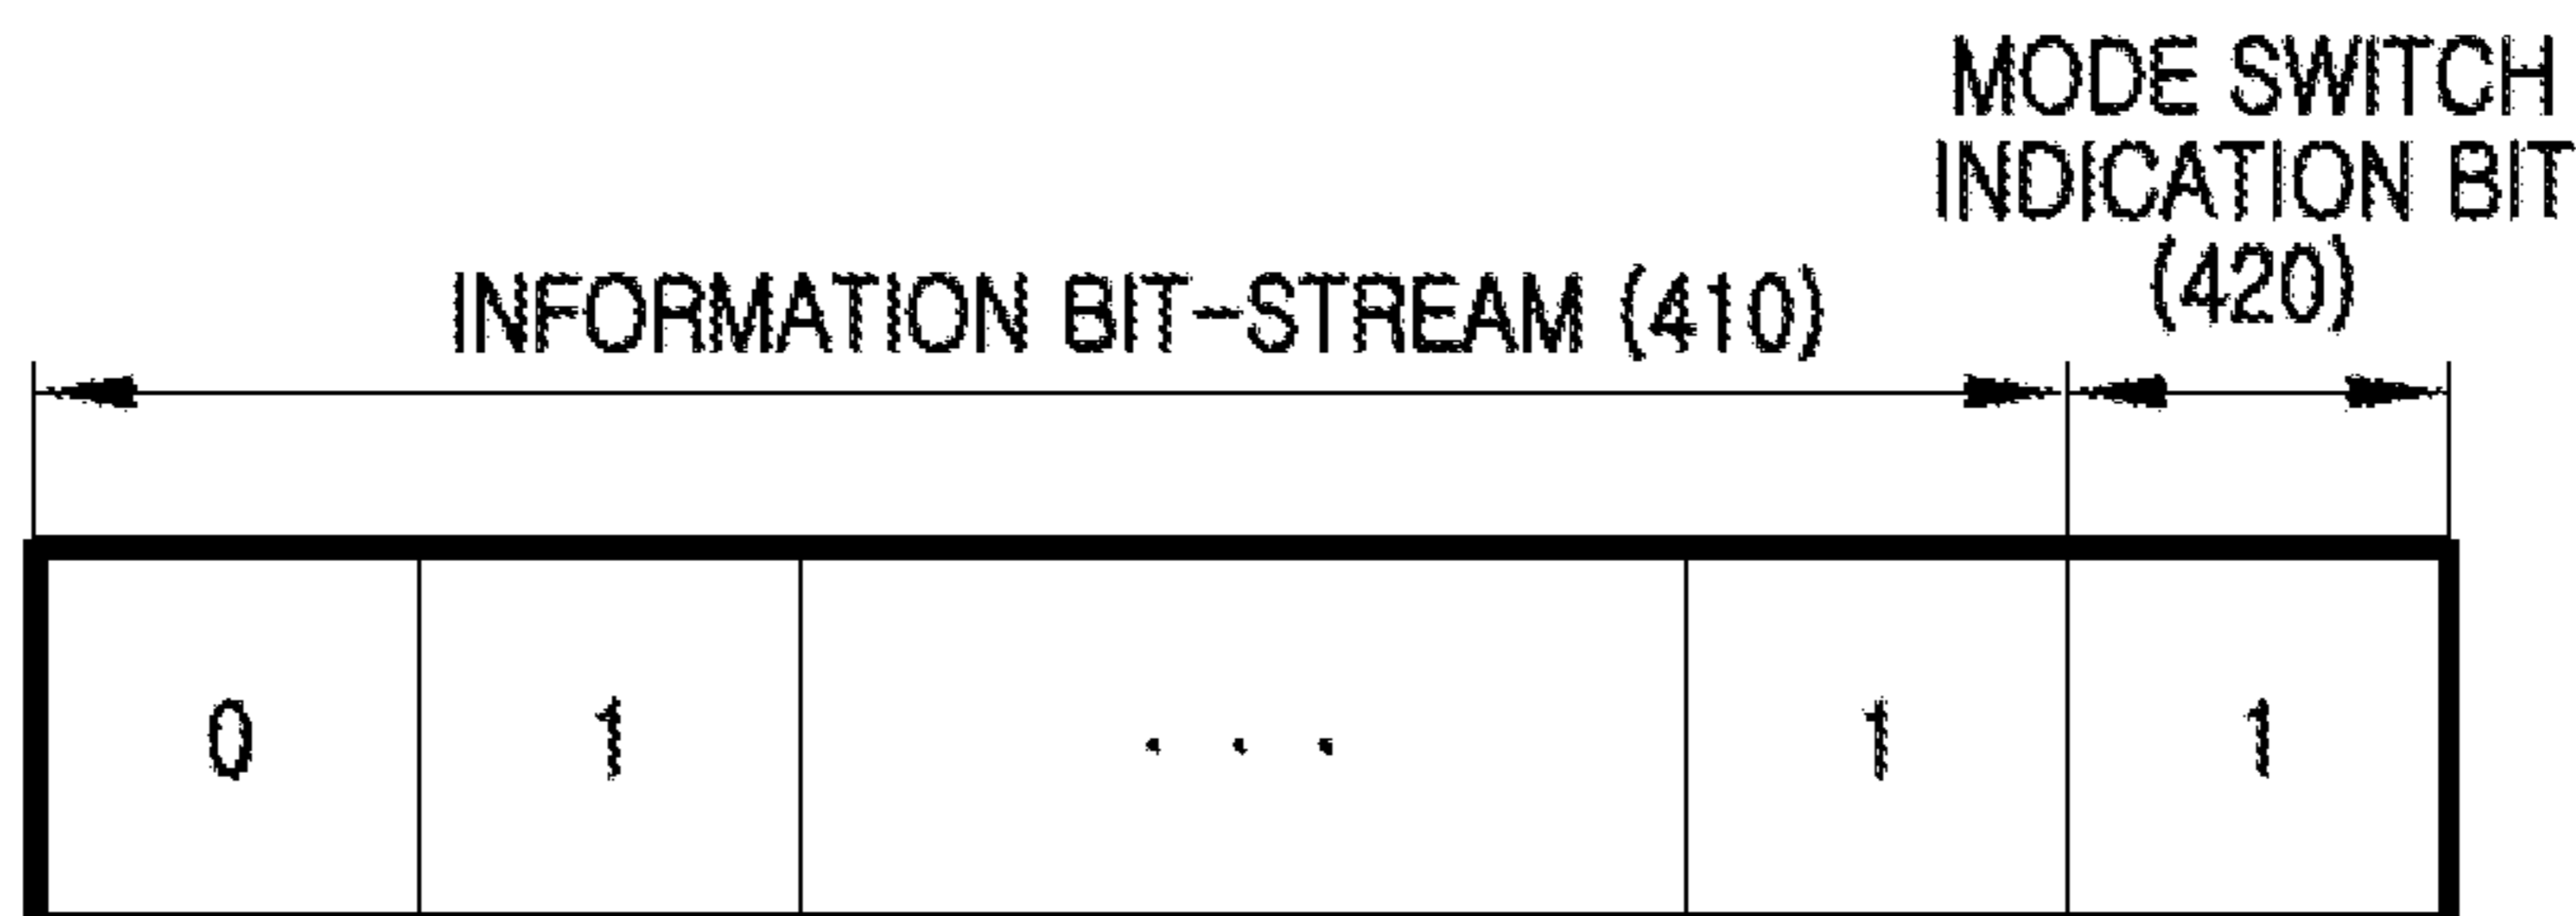 MODE SWITCH
INDICATION BIT
(420)
INFORMATION BIT-STREAM (410)
0 1 . . . 1 1